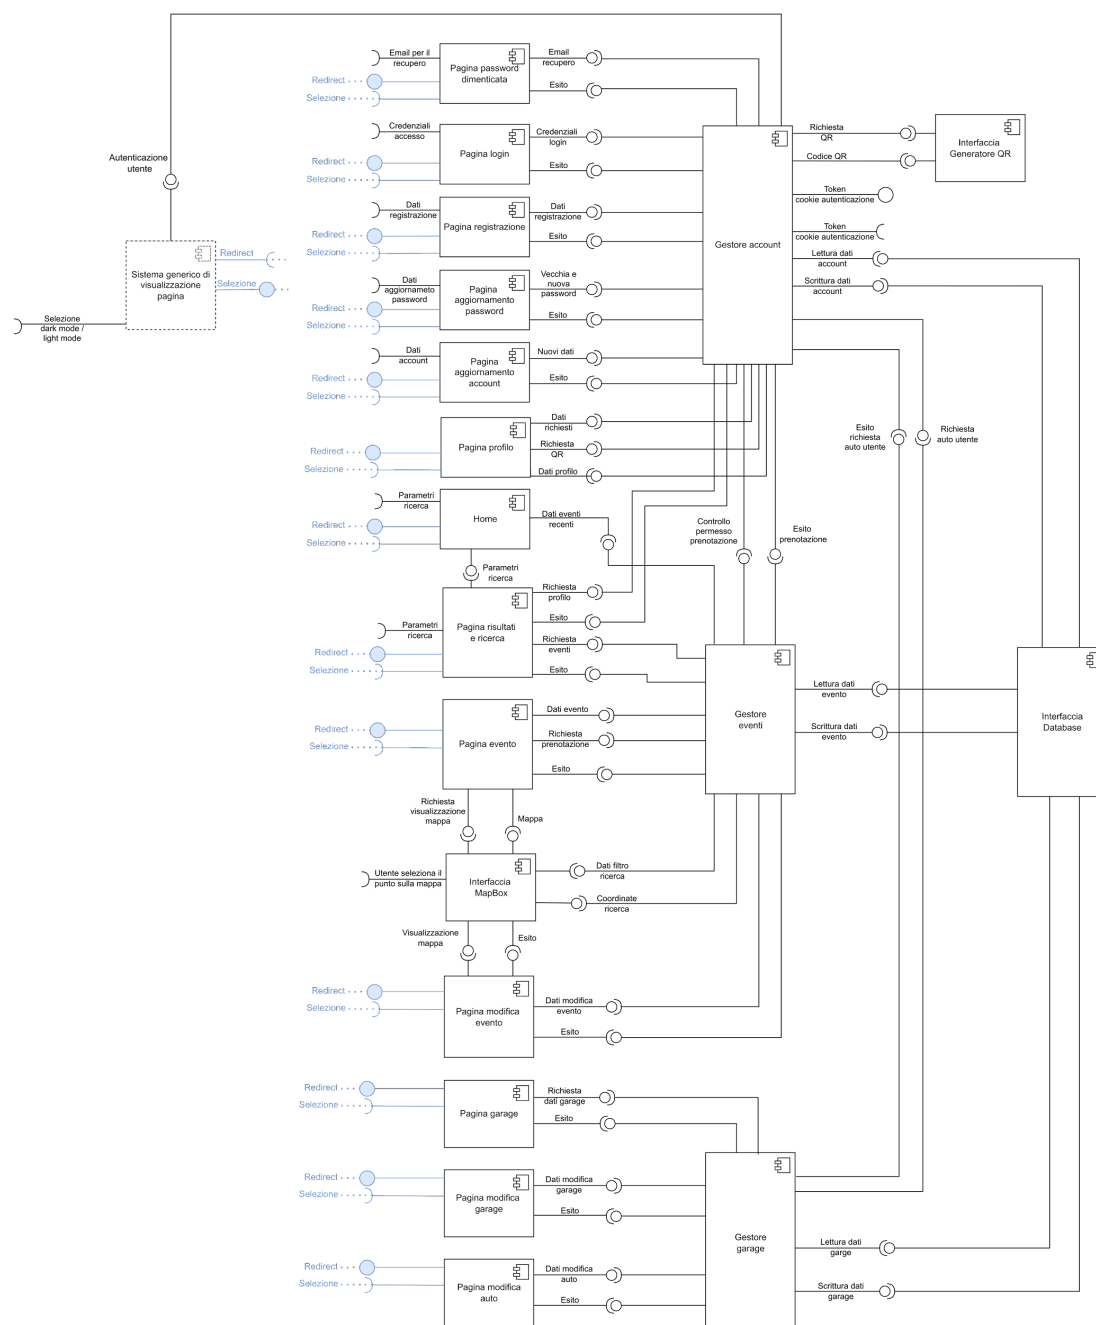 Email per il
recupero
Redirect
Selezione
Pagina password
dimenticata
Email
recupero
Esito
Credenziali
accesso
Redirect
Selezione
Pagina login
Credenziali
login
Esito
Richiesta
QR
Codice QR
Interfaccia
Generatore QR
Autenticazione
utente
Dati
registrazione
Redirect
Selezione
Pagina registrazione
Dati
registrazione
Esito
Gestore account
Token
cookie autenticazione
Token
cookie autenticazione
Lettura dati
account
Scrittura dati
account
Sistema generico di
visualizzazione
pagina
Redirect
Selezione
Selezione
dark mode /
light mode
Dati
aggiornameto
password
Redirect
Selezione
Pagina
aggiornamento
password
Vecchia e
nuova
password
Esito
Dati
account
Redirect
Selezione
Pagina
aggiornamento
account
Nuovi dati
Esito
Redirect
Selezione
Pagina profilo
Dati
richiesti
Richiesta
QR
Dati profilo
Esito
richiesta
auto utente
Richiesta
auto utente
Parametri
ricerca
Redirect
Selezione
Home
Dati eventi
recenti
Controllo
permesso
prenotazione
Esito
prenotazione
Parametri
ricerca
Parametri
ricerca
Redirect
Selezione
Pagina risultati
e ricerca
Richiesta
profilo
Esito
Richiesta
eventi
Esito
Redirect
Selezione
Pagina evento
Dati evento
Richiesta
prenotazione
Esito
Gestore
eventi
Lettura dati
evento
Scrittura dati
evento
Interfaccia
Database
Richiesta
visualizzazione
mappa
Mappa
Utente seleziona il
punto sulla mappa
Interfaccia
MapBox
Dati filtro
ricerca
Coordinate
ricerca
Visualizzazione
mappa
Esito
Redirect
Selezione
Pagina modifica
evento
Dati modifica
evento
Esito
Redirect
Selezione
Pagina garage
Richiesta
dati garage
Esito
Redirect
Selezione
Pagina modifica
garage
Dati modifica
garage
Esito
Gestore
garage
Lettura dati
garge
Scrittura dati
garage
Redirect
Selezione
Pagina modifica
auto
Dati modifica
auto
Esito